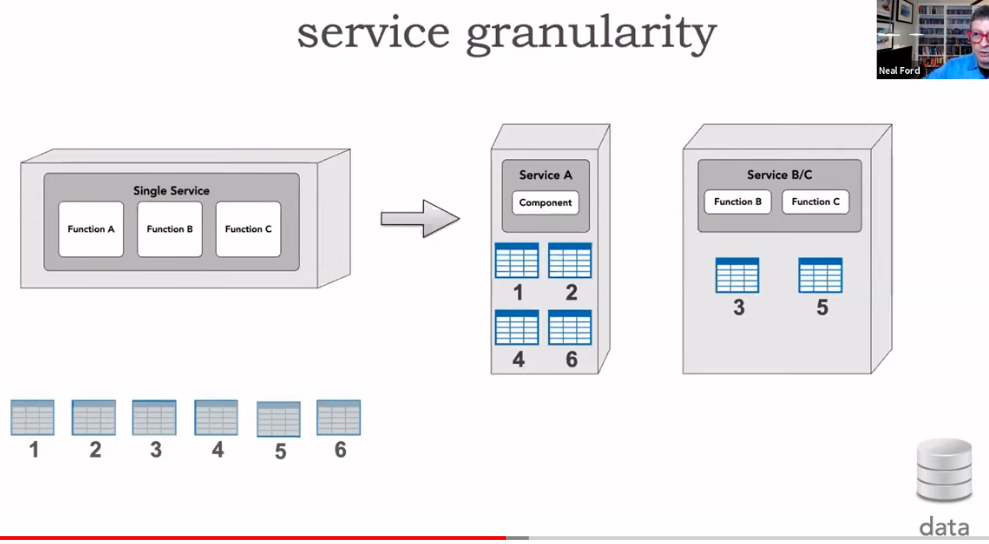 service granularity
Neal Ford
Single Service
Function A
Function B
Function C
Service A
Component
1
2
4
6
Service B/C
Function B
Function C
3
5
1
2
3
4
5
6
data